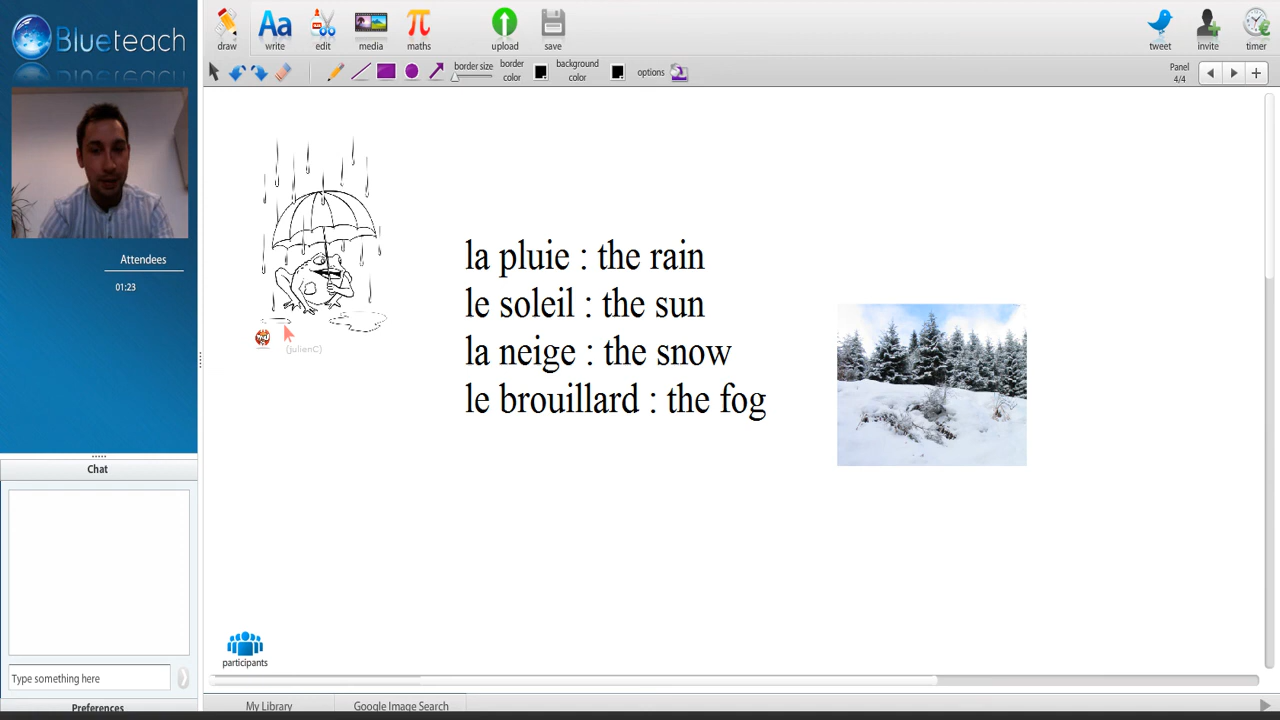 Blueteach
draw
write
edit
media
maths
upload
save
tweet
invite
timer
border size
border color
background color
options
Panel 4/4
Attendees
01:23
(julienC)
la pluie : the rain
le soleil : the sun
la neige : the snow
le brouillard : the fog
Chat
Type something here
Preferences
participants
My Library
Google Image Search